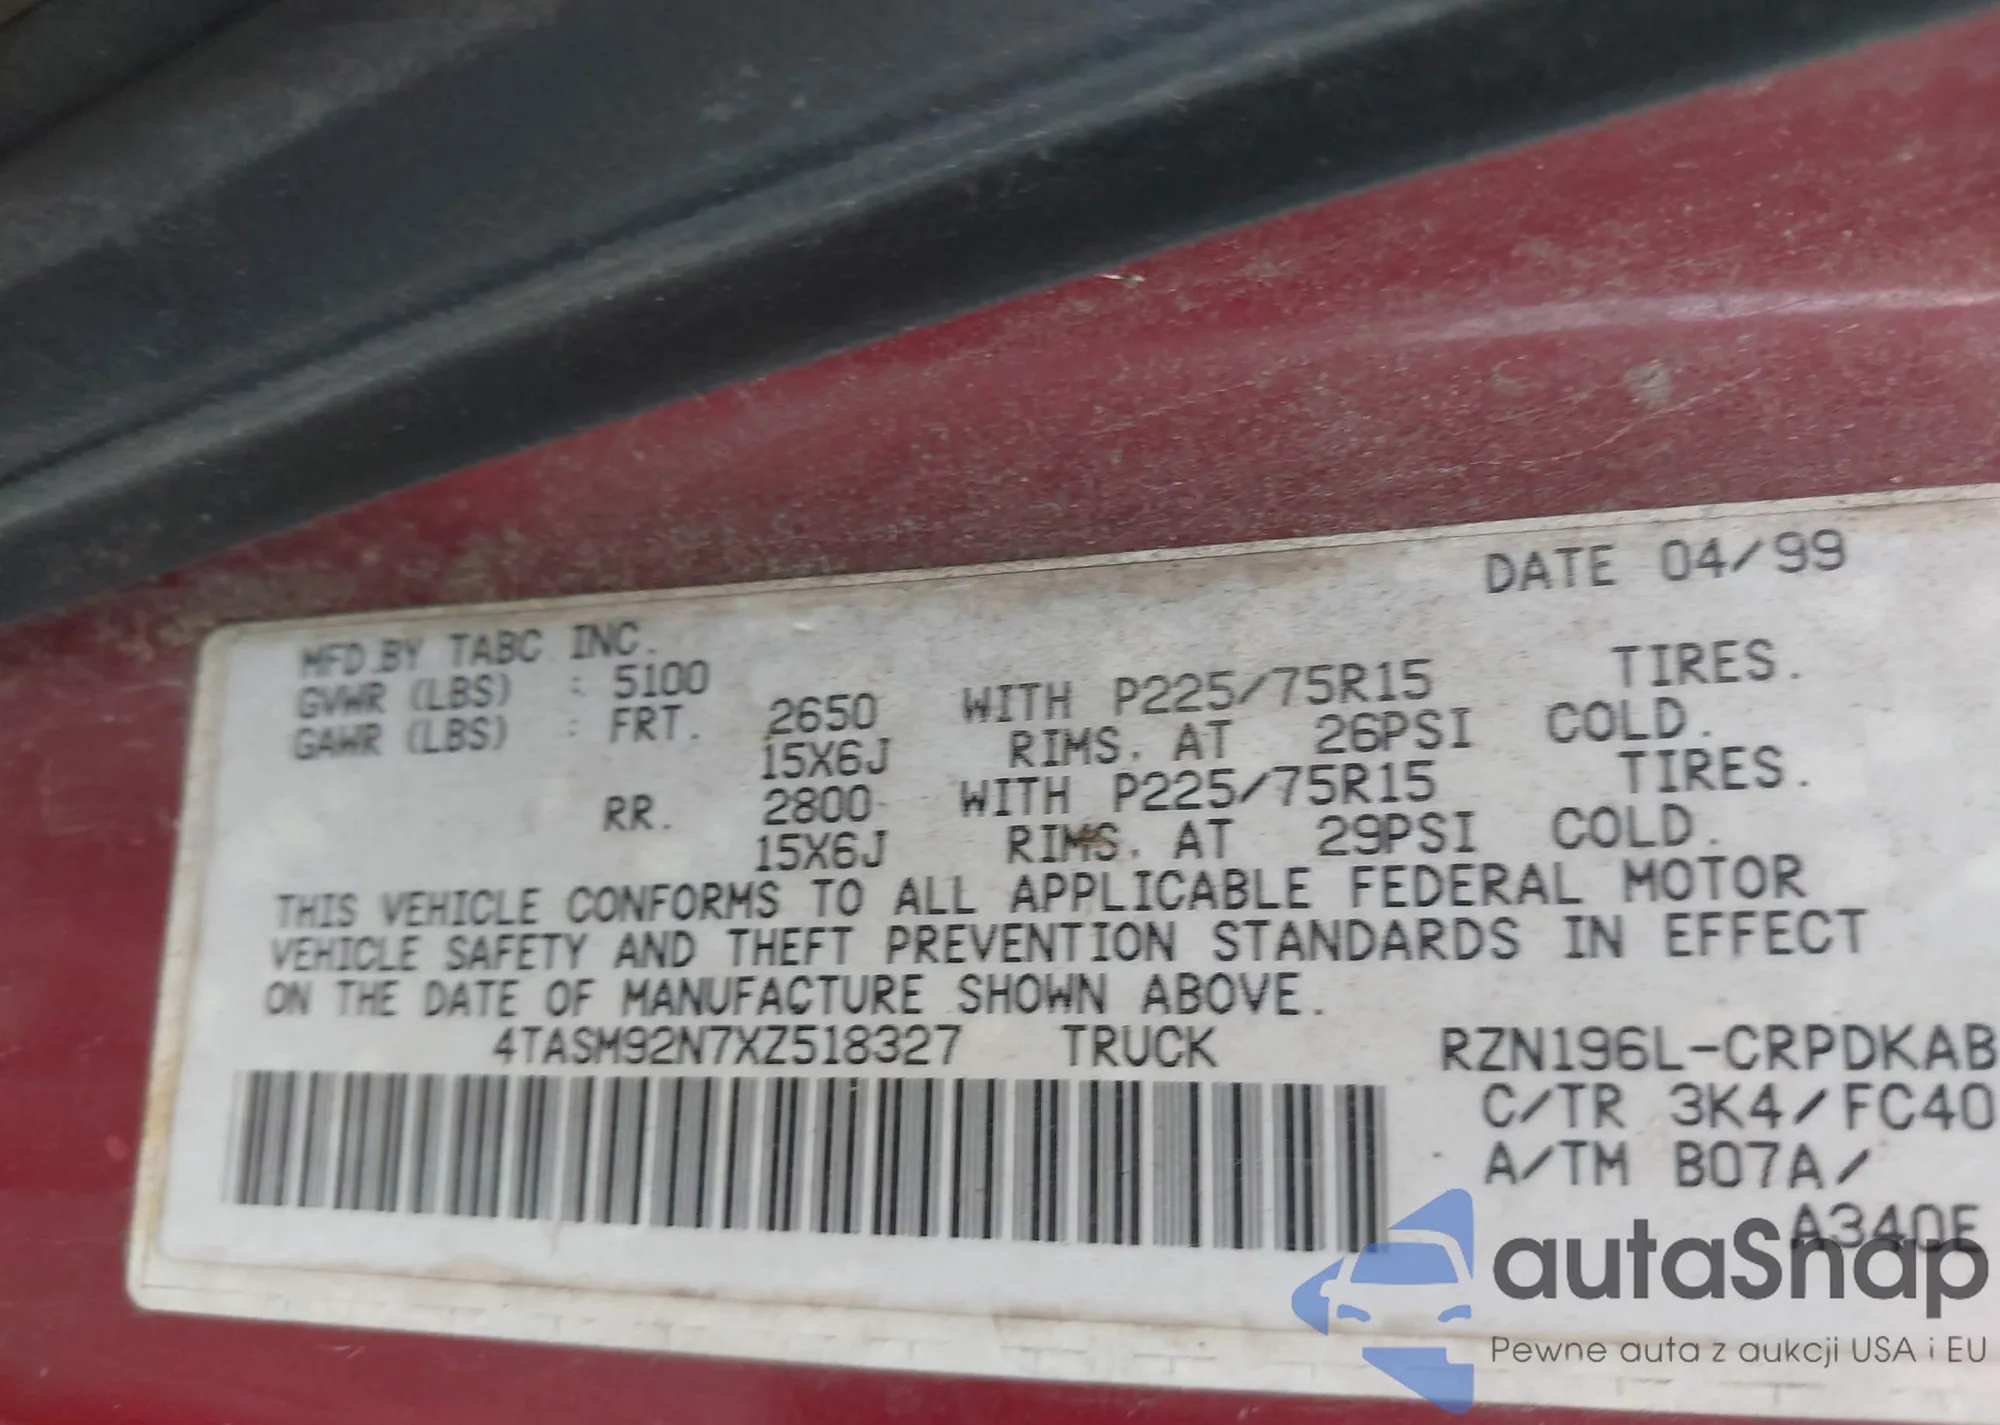 DATE 04/99
MFD.BY TABC INC.
GVWR (LBS) : 5100
GAWR (LBS) : FRT. 2650 WITH P225/75R15 TIRES.
15X6J RIMS. AT 26PSI COLD.
RR. 2800 WITH P225/75R15 TIRES.
15X6J RIMS. AT 29PSI COLD.
THIS VEHICLE CONFORMS TO ALL APPLICABLE FEDERAL MOTOR
VEHICLE SAFETY AND THEFT PREVENTION STANDARDS IN EFFECT
ON THE DATE OF MANUFACTURE SHOWN ABOVE.
4TASM92N7XZ518327 TRUCK RZN196L-CRPDKAB
C/TR 3K4/FC40
A/TM B07A/
A340E
autaSnap
Pewne auta z aukcji USA i EU